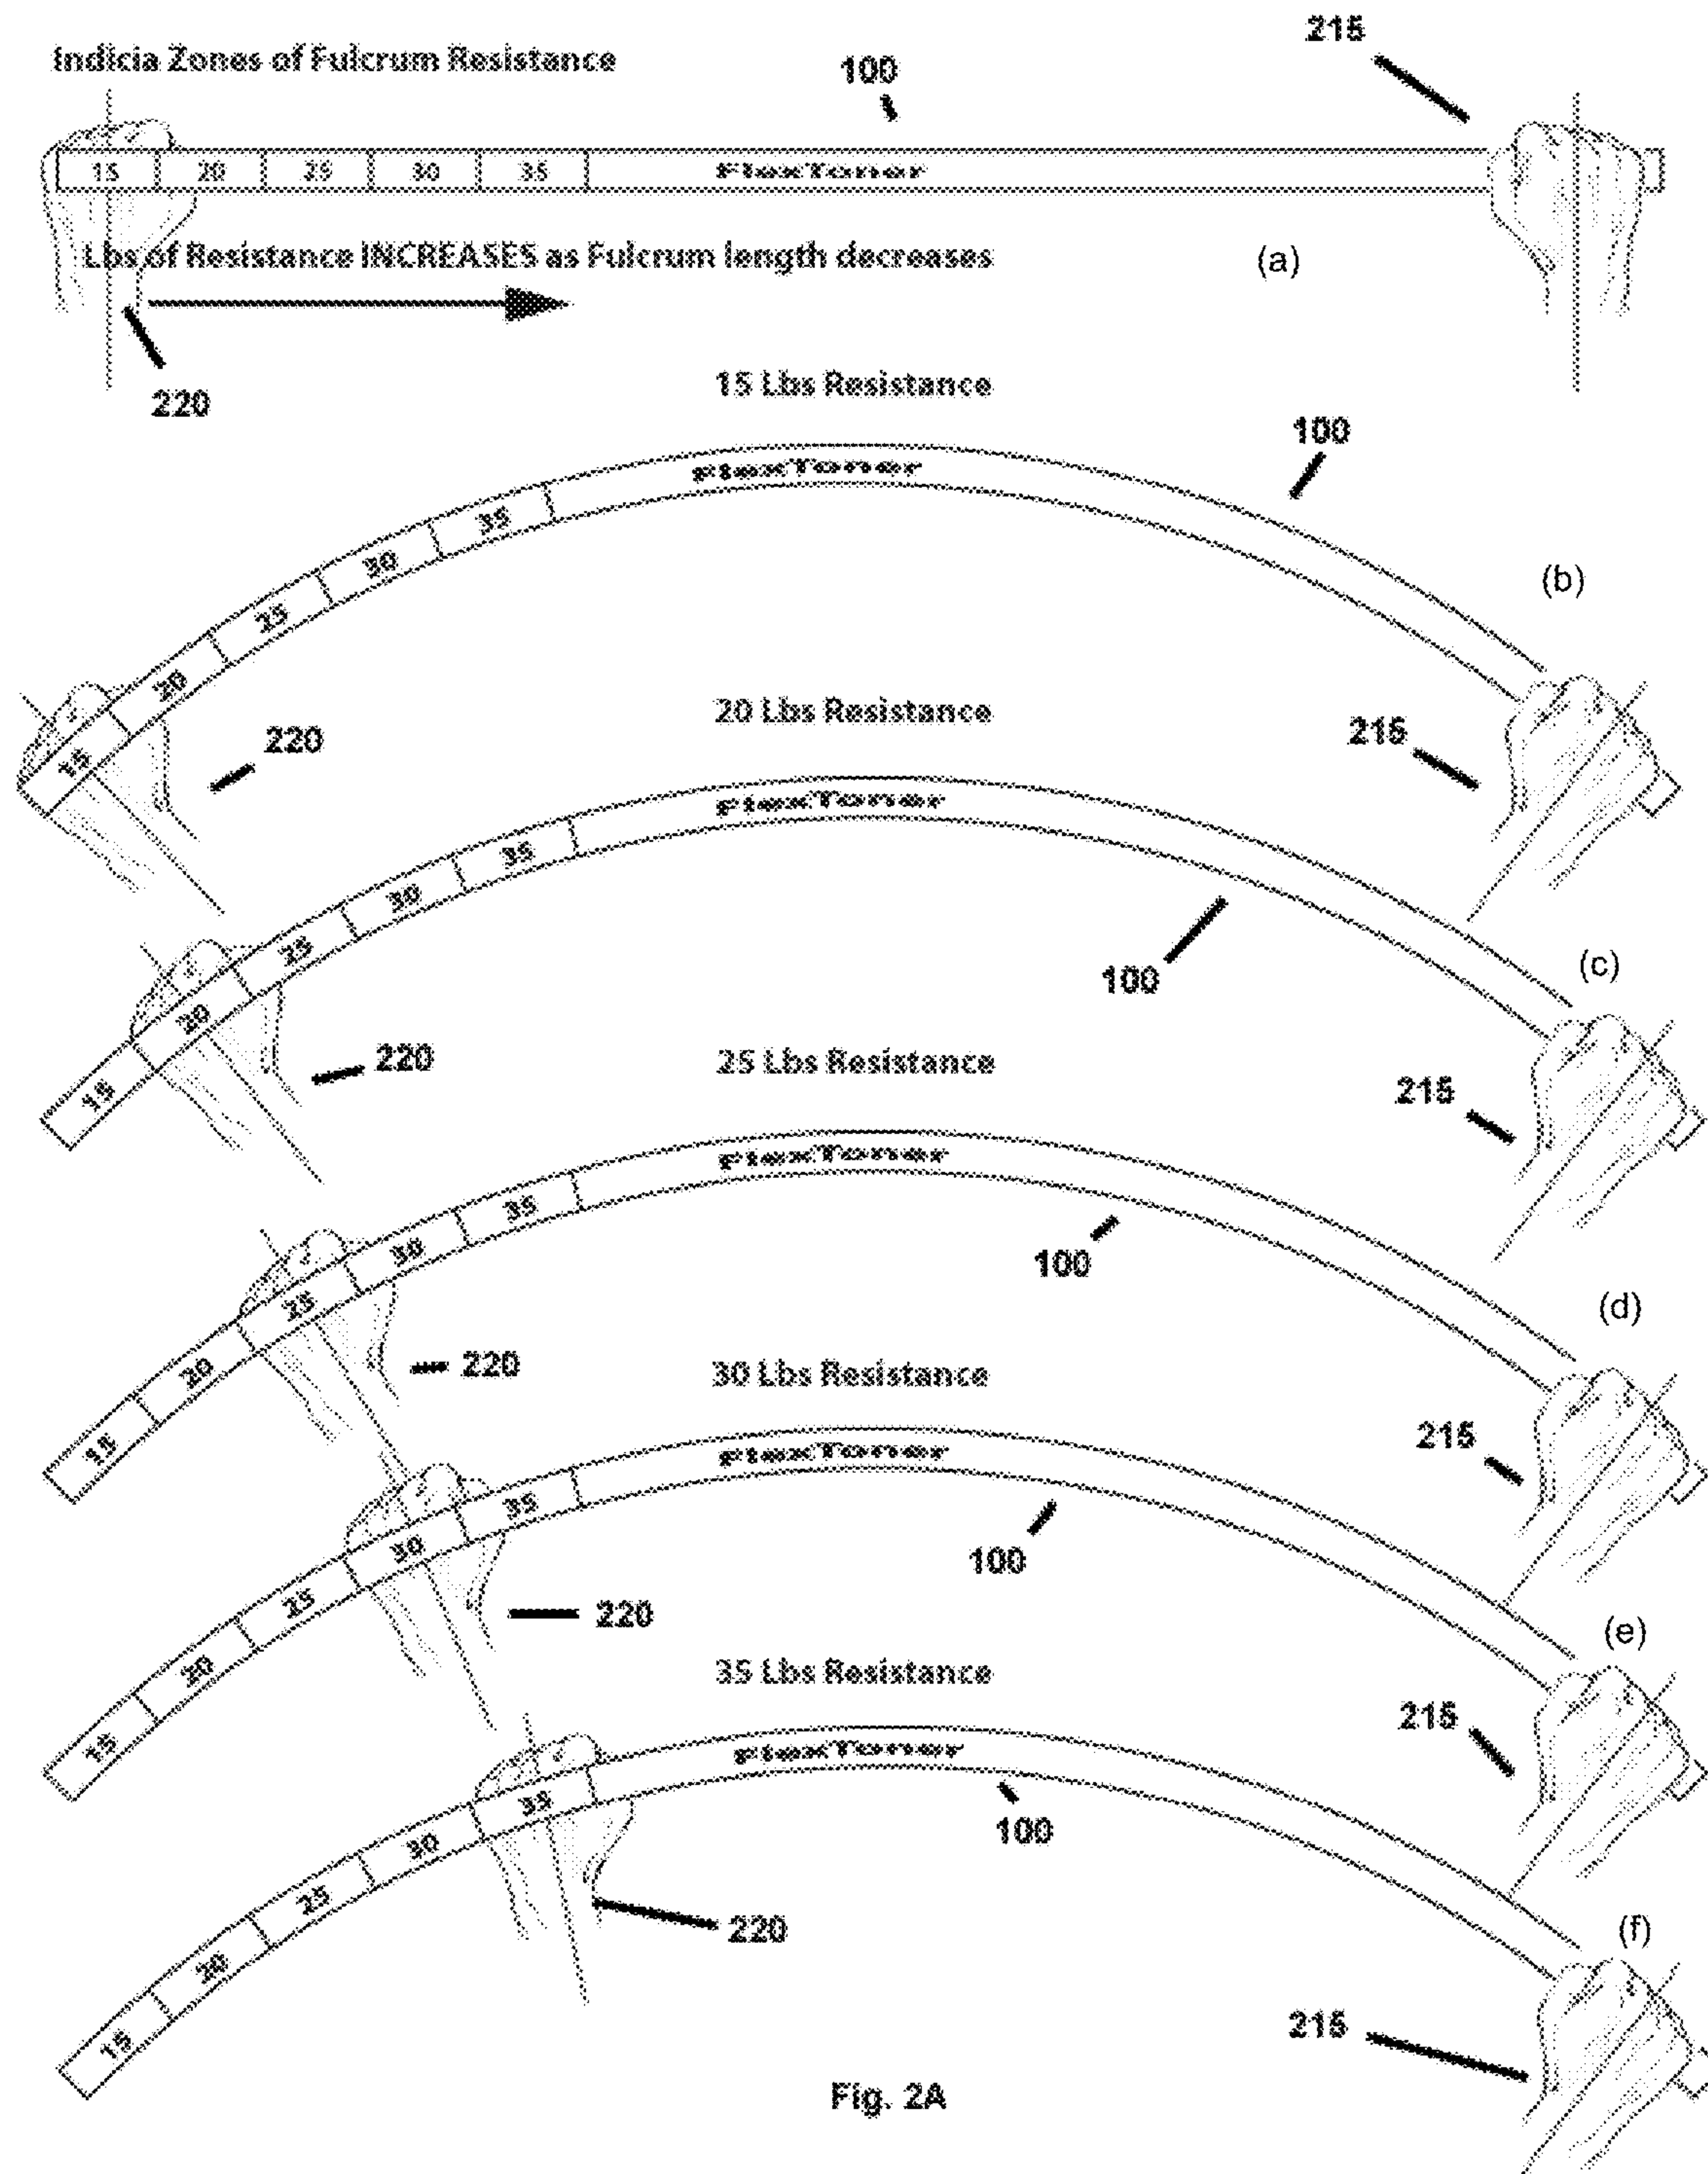 215
Indicia Zones of Fulcrum Resistance
100
15 20 25 30 35 FlexToner
Lbs of Resistance INCREASES as Fulcrum length decreases
(a)
220
15 Lbs Resistance
100
FlexToner
35
30
(b)
25
20
20 Lbs Resistance
15
220
215
FlexToner
35
30
25
100
(c)
20
25 Lbs Resistance
220
15
215
FlexToner
35
30
100
25
(d)
20
220
30 Lbs Resistance
15
215
FlexToner
35
30
100
25
220
(e)
20
35 Lbs Resistance
15
215
FlexToner
35
100
30
25
220
(f)
20
15
215
Fig. 2A